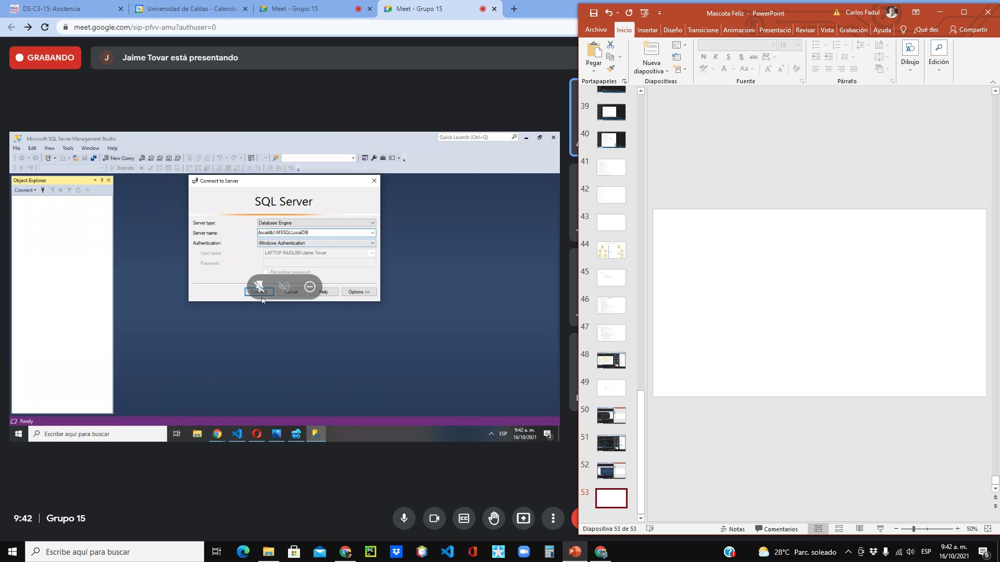 DS-C3-15: Asistencia
Universidad de Caldas - Calendar
Meet - Grupo 15
Meet - Grupo 15
meet.google.com/sip-pfvv-amu?authuser=0
GRABANDO
J
Jaime Tovar está presentando
Microsoft SQL Server Management Studio
Quick Launch (Ctrl+Q)
File Edit View Tools Window Help
New Query
Execute
Object Explorer
Connect
Connect to Server
SQL Server
Server type: Database Engine
Server name: (localdb)\MSSQLLocalDB
Authentication: Windows Authentication
User name: LAPTOP-54J0L06I\Jaime Tovar
Password:
Remember password
Connect Cancel Help Options >>
Ready
Escribe aquí para buscar
ESP
9:42 a. m.
16/10/2021
2
9:42 | Grupo 15
Mascota Feliz - PowerPoint
Carlos Fadul
Archivo Inicio Insertar Diseño Transicione Animacion Presentació Revisar Vista Grabación Ayuda ¿Qué des Compartir
Pegar
Nueva
diapositiva
18
N K S S abc AV
A Aa A A
Dibujo
Edición
Portapapeles Diapositivas Fuente Párrafo
39
40
41
42
43
44
45
46
47
48
49
50
51
52
53
Diapositiva 53 de 53
Notas Comentarios 50%
Escribe aquí para buscar
28°C Parc. soleado
ESP
9:42 a. m.
16/10/2021
6